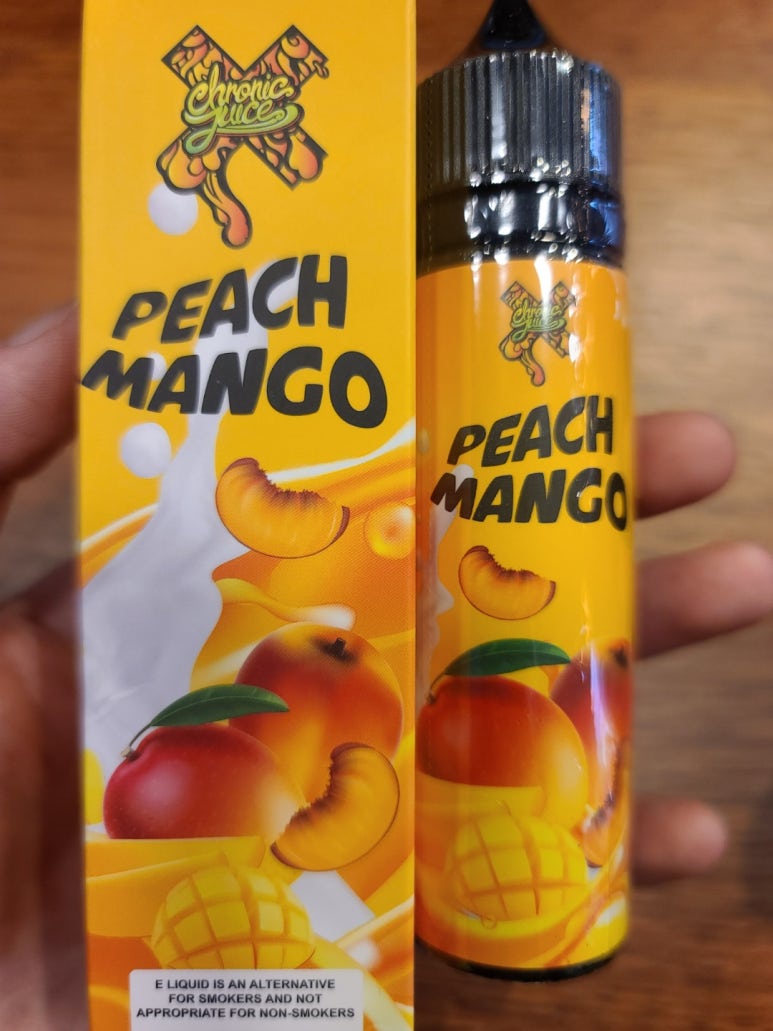 Chronic
Juice
PEACH
MANGO
E LIQUID IS AN ALTERNATIVE
FOR SMOKERS AND NOT
APPROPRIATE FOR NON-SMOKERS
Chronic
Juice
PEACH
MANGO